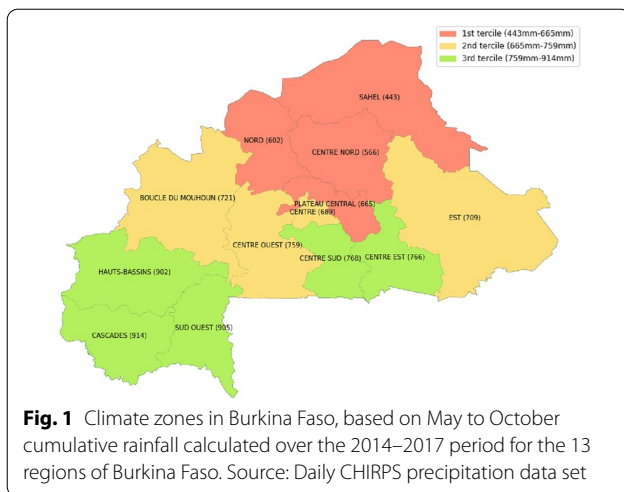 1st tercile (443mm-665mm)
2nd tercile (665mm-759mm)
3rd tercile (759mm-914mm)
SAHEL (443)
NORD (602)
CENTRE NORD (566)
BOUCLE DU MOUHOUN (721)
PLATEAU CENTRAL (665)
CENTRE (689)
EST (709)
CENTRE OUEST (759)
CENTRE SUD (768)
CENTRE EST (766)
HAUTS-BASSINS (902)
CASCADES (914)
SUD OUEST (905)
Fig. 1 Climate zones in Burkina Faso, based on May to October
cumulative rainfall calculated over the 2014–2017 period for the 13
regions of Burkina Faso. Source: Daily CHIRPS precipitation data set